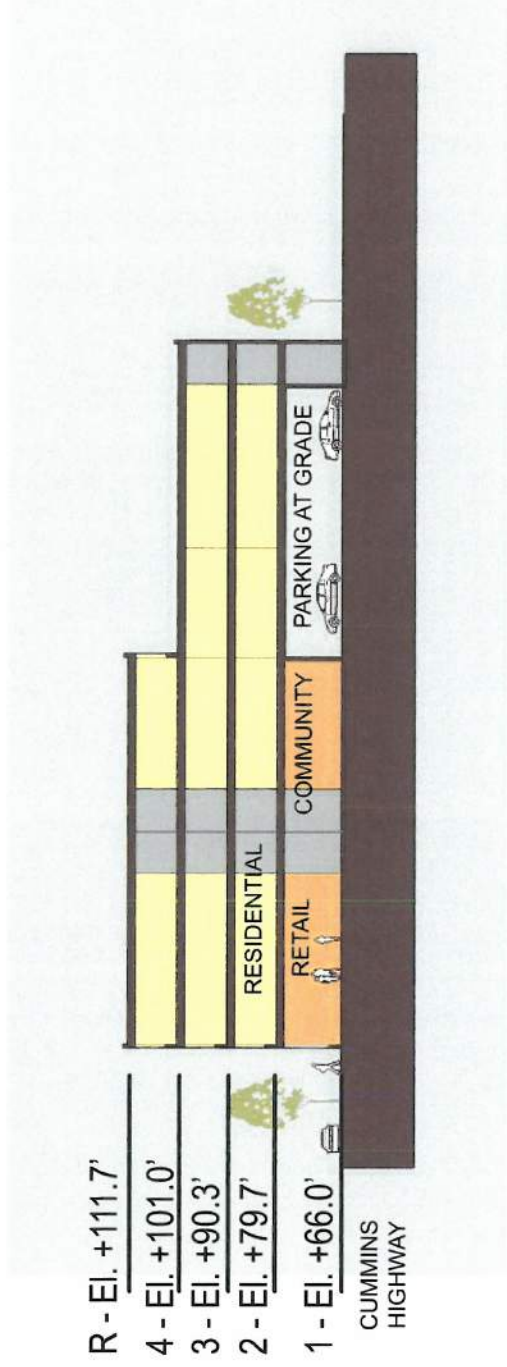 R - El. +111.7'
4 - El. +101.0'
3 - El. +90.3'
2 - El. +79.7'
1 - El. +66.0'
CUMMINS
HIGHWAY
RESIDENTIAL
RETAIL
COMMUNITY
PARKING AT GRADE